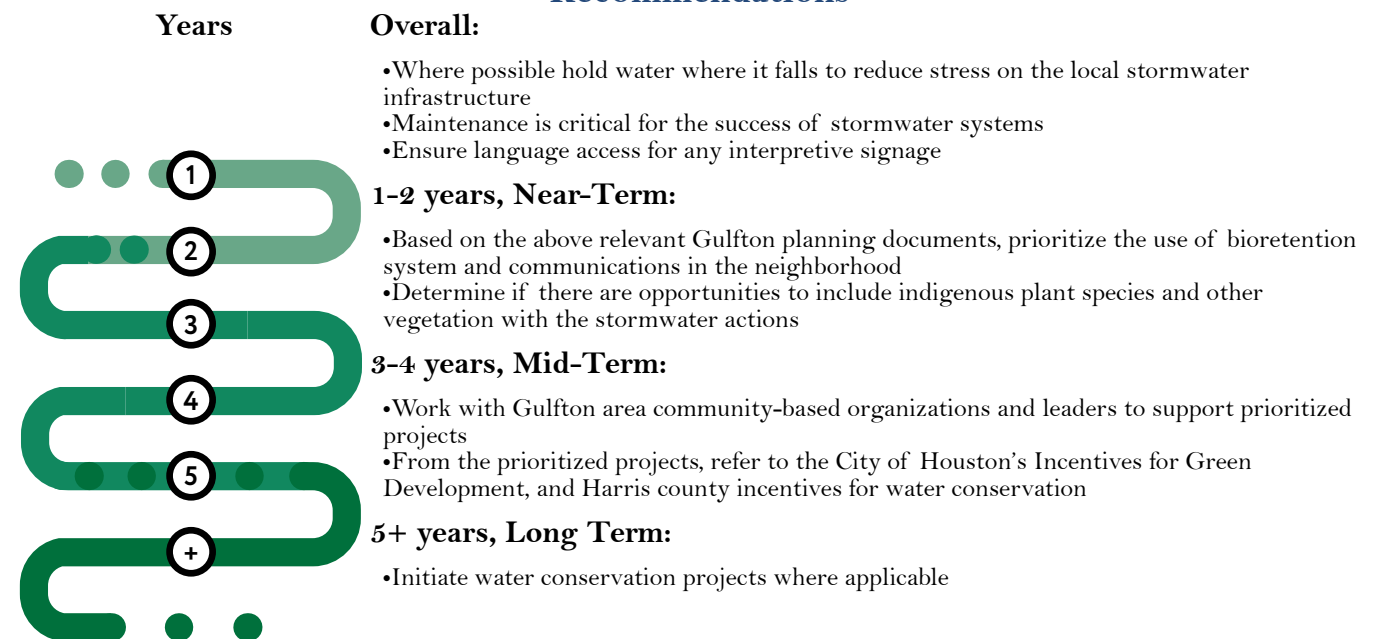 Recommendations
Years
Overall:
•Where possible hold water where it falls to reduce stress on the local stormwater
infrastructure
•Maintenance is critical for the success of stormwater systems
•Ensure language access for any interpretive signage
1
1-2 years, Near-Term:
2
•Based on the above relevant Gulfton planning documents, prioritize the use of bioretention
system and communications in the neighborhood
•Determine if there are opportunities to include indigenous plant species and other
vegetation with the stormwater actions
3
3-4 years, Mid-Term:
4
•Work with Gulfton area community-based organizations and leaders to support prioritized
projects
•From the prioritized projects, refer to the City of Houston's Incentives for Green
Development, and Harris county incentives for water conservation
5
5+ years, Long Term:
+
•Initiate water conservation projects where applicable